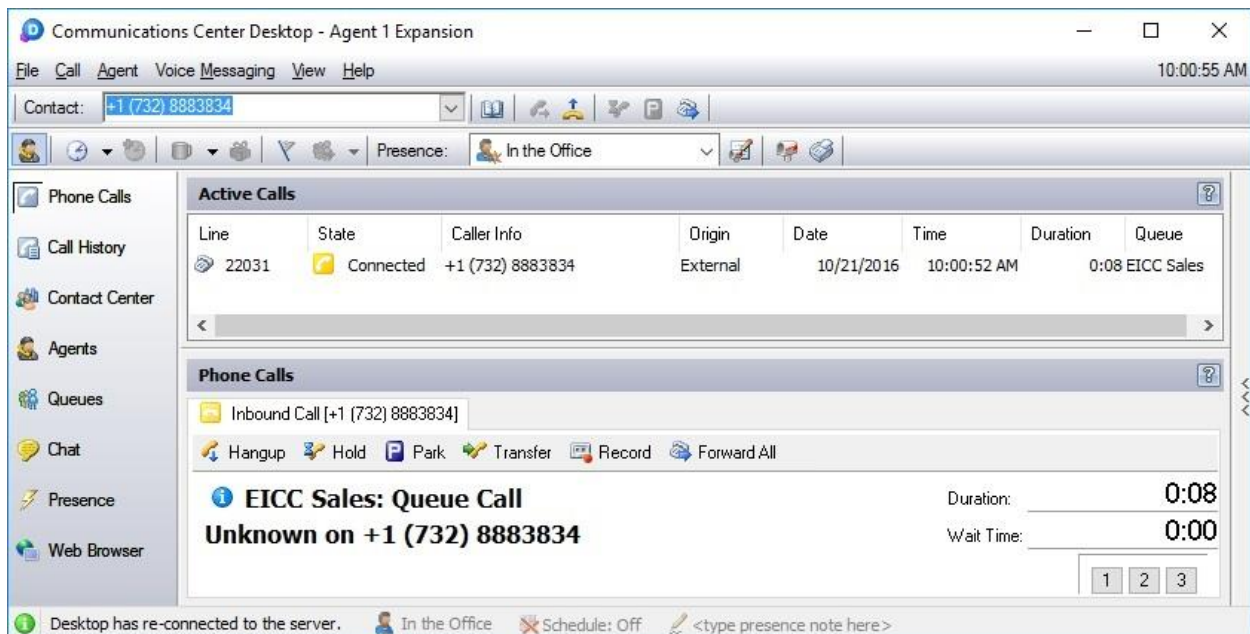 Communications Center Desktop - Agent 1 Expansion
File Call Agent Voice Messaging View Help 10:00:55 AM
Contact: +1 (732) 8883834
Presence: In the Office
Phone Calls
Call History
Contact Center
Agents
Queues
Chat
Presence
Web Browser
Active Calls
Line State Caller Info Origin Date Time Duration Queue
22031 Connected +1 (732) 8883834 External 10/21/2016 10:00:52 AM 0:08 EICC Sales
Phone Calls
Inbound Call [+1 (732) 8883834]
Hangup Hold P Park Transfer Record Forward All
EICC Sales: Queue Call
Unknown on +1 (732) 8883834
Duration: 0:08
Wait Time: 0:00
1 2 3
Desktop has re-connected to the server. In the Office Schedule: Off <type presence note here>